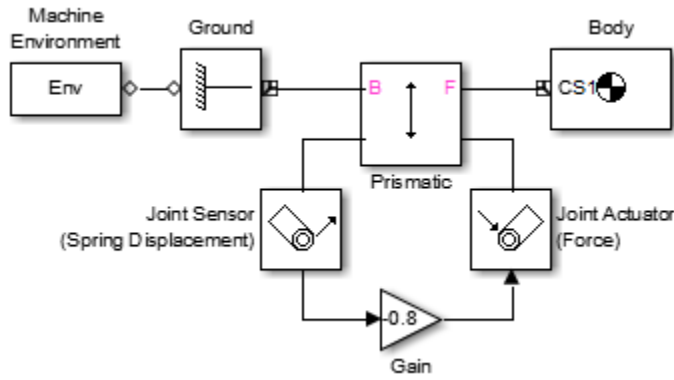 Machine
Environment
Ground
Body
Env
B
F
CS1
Prismatic
Joint Sensor
(Spring Displacement)
Joint Actuator
(Force)
-0.8
Gain